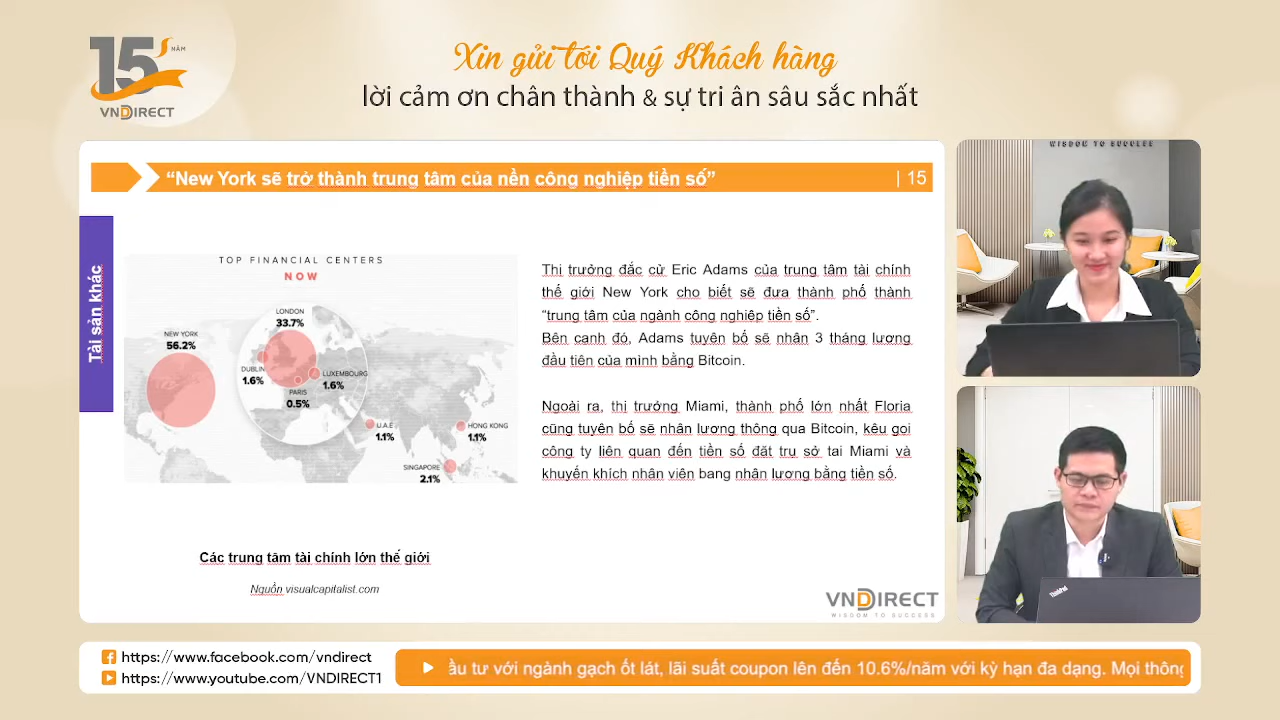 15 NĂM
VNDIRECT
Xin gửi tới Quý Khách hàng
lời cảm ơn chân thành & sự tri ân sâu sắc nhất
“New York sẽ trở thành trung tâm của nền công nghiệp tiền số”
| 15
Tài sản khác
TOP FINANCIAL CENTERS
NOW
LONDON
33.7%
NEW YORK
56.2%
DUBLIN
1.6%
LUXEMBOURG
1.6%
PARIS
0.5%
U.A.E
1.1%
HONG KONG
1.1%
SINGAPORE
2.1%
Các trung tâm tài chính lớn thế giới
Nguồn visualcapitalist.com
Thị trưởng đắc cử Eric Adams của trung tâm tài chính
thế giới New York cho biết sẽ đưa thành phố thành
“trung tâm của ngành công nghiệp tiền số”.
Bên cạnh đó, Adams tuyên bố sẽ nhận 3 tháng lương
đầu tiên của mình bằng Bitcoin.
Ngoài ra, thị trưởng Miami, thành phố lớn nhất Floria
cũng tuyên bố sẽ nhận lương thông qua Bitcoin, kêu gọi
công ty liên quan đến tiền số đặt trụ sở tại Miami và
khuyến khích nhân viên bang nhận lương bằng tiền số.
VNDIRECT
WISDOM TO SUCCESS
WISDOM TO SUCCESS
ThinkPad
https://www.facebook.com/vndirect
https://www.youtube.com/VNDIRECT1
ầu tư với ngành gạch ốt lát, lãi suất coupon lên đến 10.6%/năm với kỳ hạn đa dạng. Mọi thông